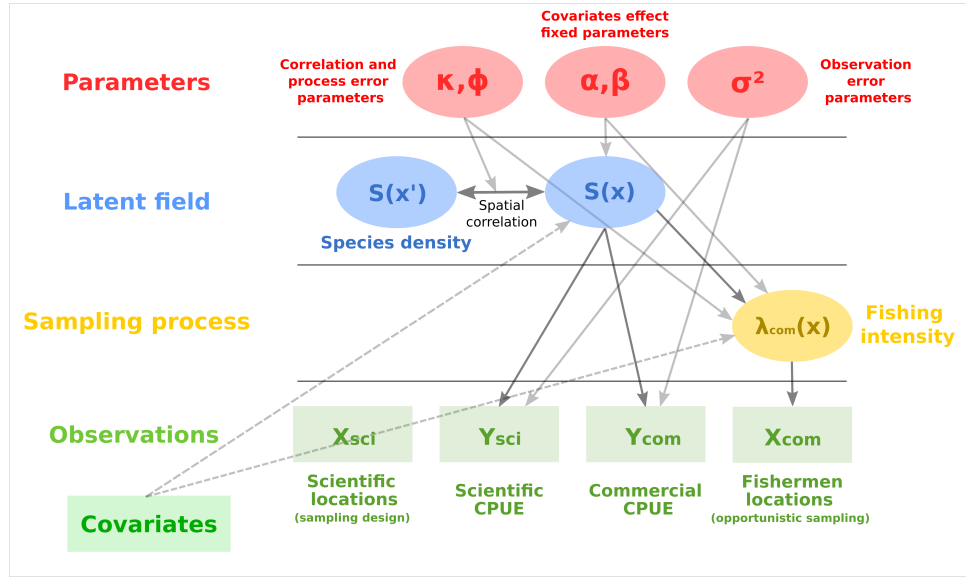 Covariates effect
fixed parameters
Parameters
Correlation and
process error
parameters
κ,ϕ
α,β
σ²
Observation
error
parameters
Latent field
S(x')
S(x)
Spatial
correlation
Species density
Sampling process
λcom(x)
Fishing
intensity
Observations
Xsci
Ysci
Ycom
Xcom
Scientific
locations
(sampling design)
Scientific
CPUE
Commercial
CPUE
Fishermen
locations
(opportunistic sampling)
Covariates